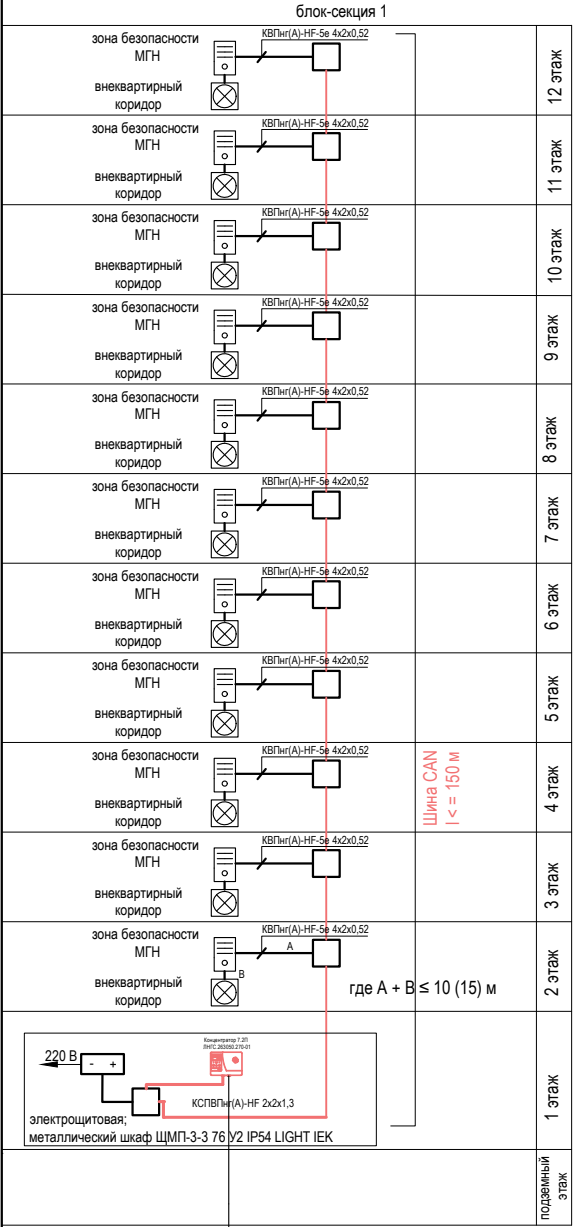 блок-секция 1
КВПнг(А)-HF-5е 4х2х0,52
зона безопасности
МГН
внеквартирный
коридор
12 этаж
КВПнг(А)-HF-5е 4х2х0,52
зона безопасности
МГН
внеквартирный
коридор
11 этаж
КВПнг(А)-HF-5е 4х2х0,52
зона безопасности
МГН
внеквартирный
коридор
10 этаж
КВПнг(А)-HF-5е 4х2х0,52
зона безопасности
МГН
внеквартирный
коридор
9 этаж
КВПнг(А)-HF-5е 4х2х0,52
зона безопасности
МГН
внеквартирный
коридор
8 этаж
КВПнг(А)-HF-5е 4х2х0,52
зона безопасности
МГН
внеквартирный
коридор
7 этаж
КВПнг(А)-HF-5е 4х2х0,52
зона безопасности
МГН
внеквартирный
коридор
6 этаж
КВПнг(А)-HF-5е 4х2х0,52
зона безопасности
МГН
внеквартирный
коридор
5 этаж
КВПнг(А)-HF-5е 4х2х0,52
зона безопасности
МГН
внеквартирный
коридор
Шина CAN
l < = 150 м
4 этаж
КВПнг(А)-HF-5е 4х2х0,52
зона безопасности
МГН
внеквартирный
коридор
3 этаж
КВПнг(А)-HF-5е 4х2х0,52
зона безопасности
МГН
А
В
внеквартирный
коридор
где А + В ≤ 10 (15) м
2 этаж
Концентратор 7.2П
ЛНГС.263050.270-01
220 В
- +
КСПВПнг(А)-HF 2х2х1,3
электрощитовая;
металлический шкаф ЩМП-3-3 76 У2 IP54 LIGHT IEK
1 этаж
подземный
этаж